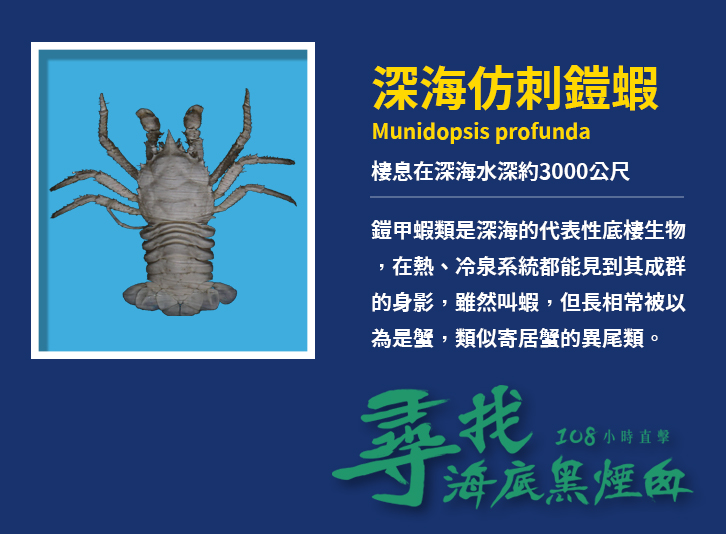 深海仿刺鎧蝦
Munidopsis profunda
棲息在深海水深約3000公尺
鎧甲蝦類是深海的代表性底棲生物
，在熱、冷泉系統都能見到其成群
的身影，雖然叫蝦，但長相常被以
為是蟹，類似寄居蟹的異尾類。
尋找
108小時直擊
海底黑煙囪